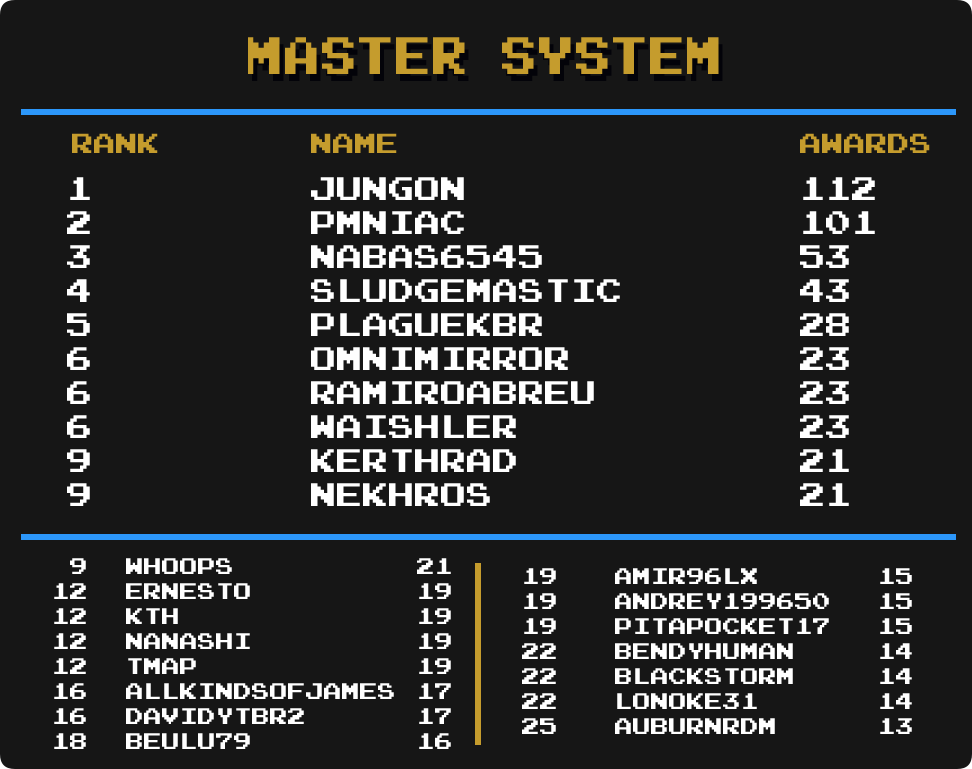 MASTER SYSTEM
RANK NAME AWARDS
1 JUNGON 112
2 PMNIAC 101
3 NABAS6545 53
4 SLUDGEMASTIC 43
5 PLAGUEKBR 28
6 OMNIMIRROR 23
6 RAMIROABREU 23
6 WAISHLER 23
9 KERTHRAD 21
9 NEKHROS 21
9 WHOOPS 21
12 ERNESTO 19
12 KTH 19
12 NANASHI 19
12 TMAP 19
16 ALLKINDSOFJAMES 17
16 DAVIDYTBR2 17
18 BEULU79 16
19 AMIR96LX 15
19 ANDREY199650 15
19 PITAPOCKET17 15
22 BENDYHUMAN 14
22 BLACKSTORM 14
22 LONOKE31 14
25 AUBURNRDM 13